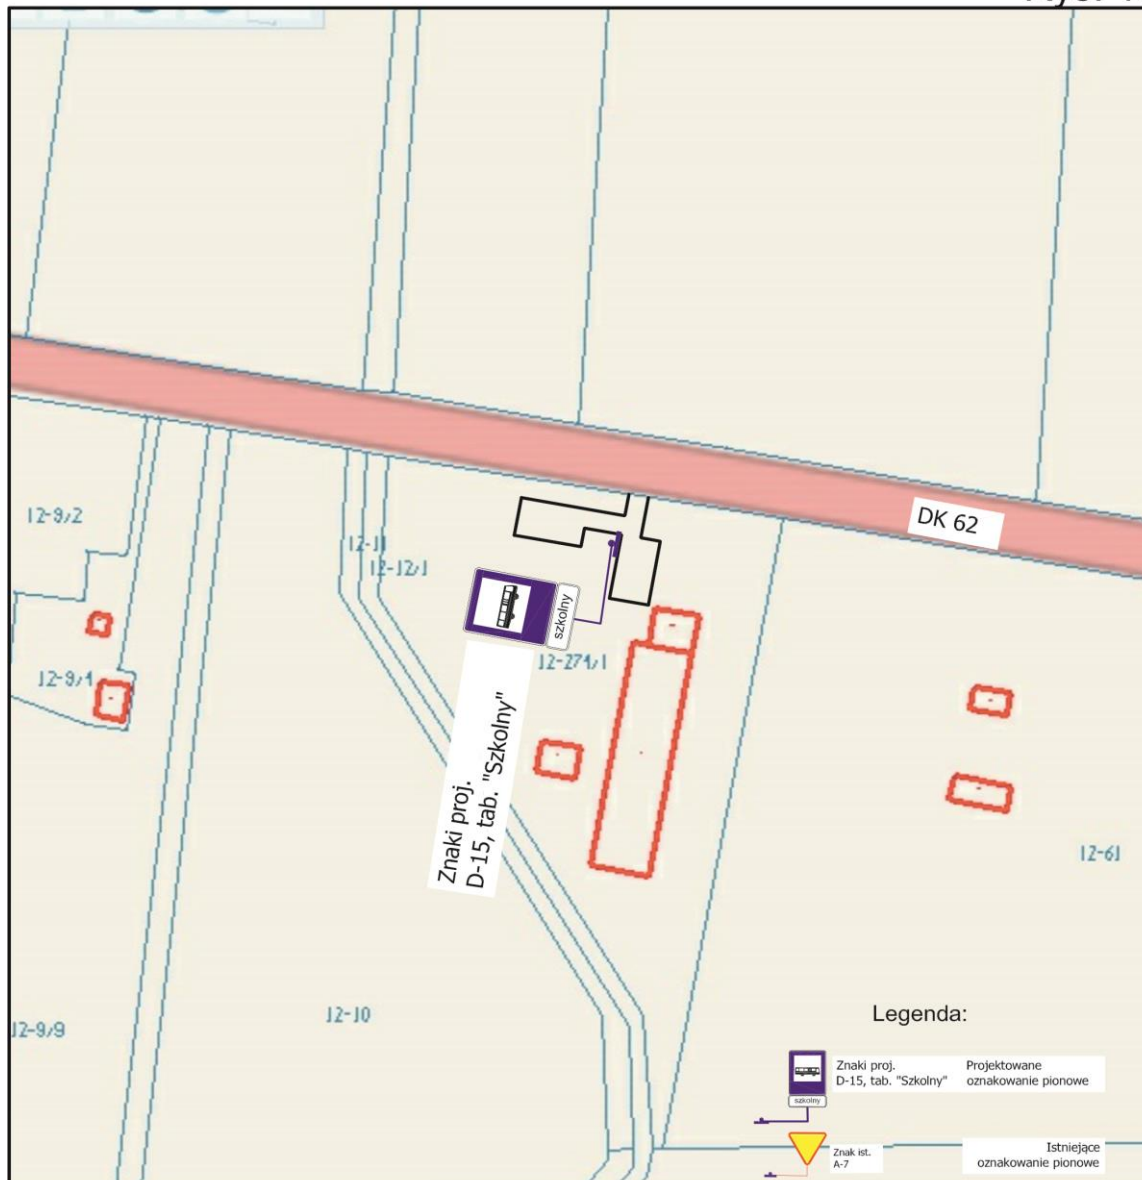 DK 62
12-9/2
12-11
12-12/1
szkolny
12-274/1
12-9/4
Znaki proj.
D-15, tab. "Szkolny"
12-61
12-10
12-9/9
Legenda:
Znaki proj.
D-15, tab. "Szkolny"
Projektowane
oznakowanie pionowe
szkolny
Znak ist.
A-7
Istniejące
oznakowanie pionowe